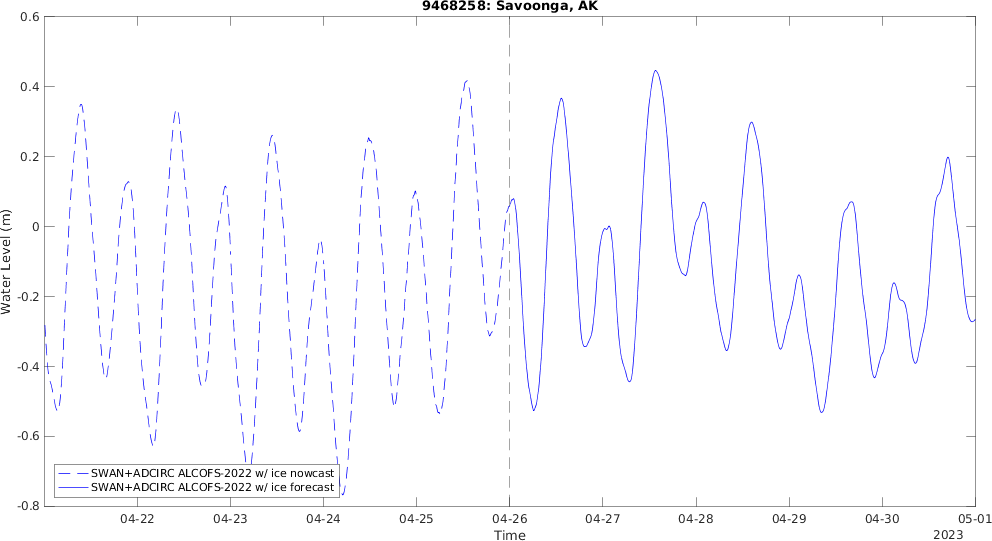 9468258: Savoonga, AK
0.6
0.4
0.2
0
-0.2
-0.4
-0.6
-0.8
Water Level (m)
SWAN+ADCIRC ALCOFS-2022 w/ ice nowcast
SWAN+ADCIRC ALCOFS-2022 w/ ice forecast
04-22 04-23 04-24 04-25 04-26 04-27 04-28 04-29 04-30 05-01
Time
2023